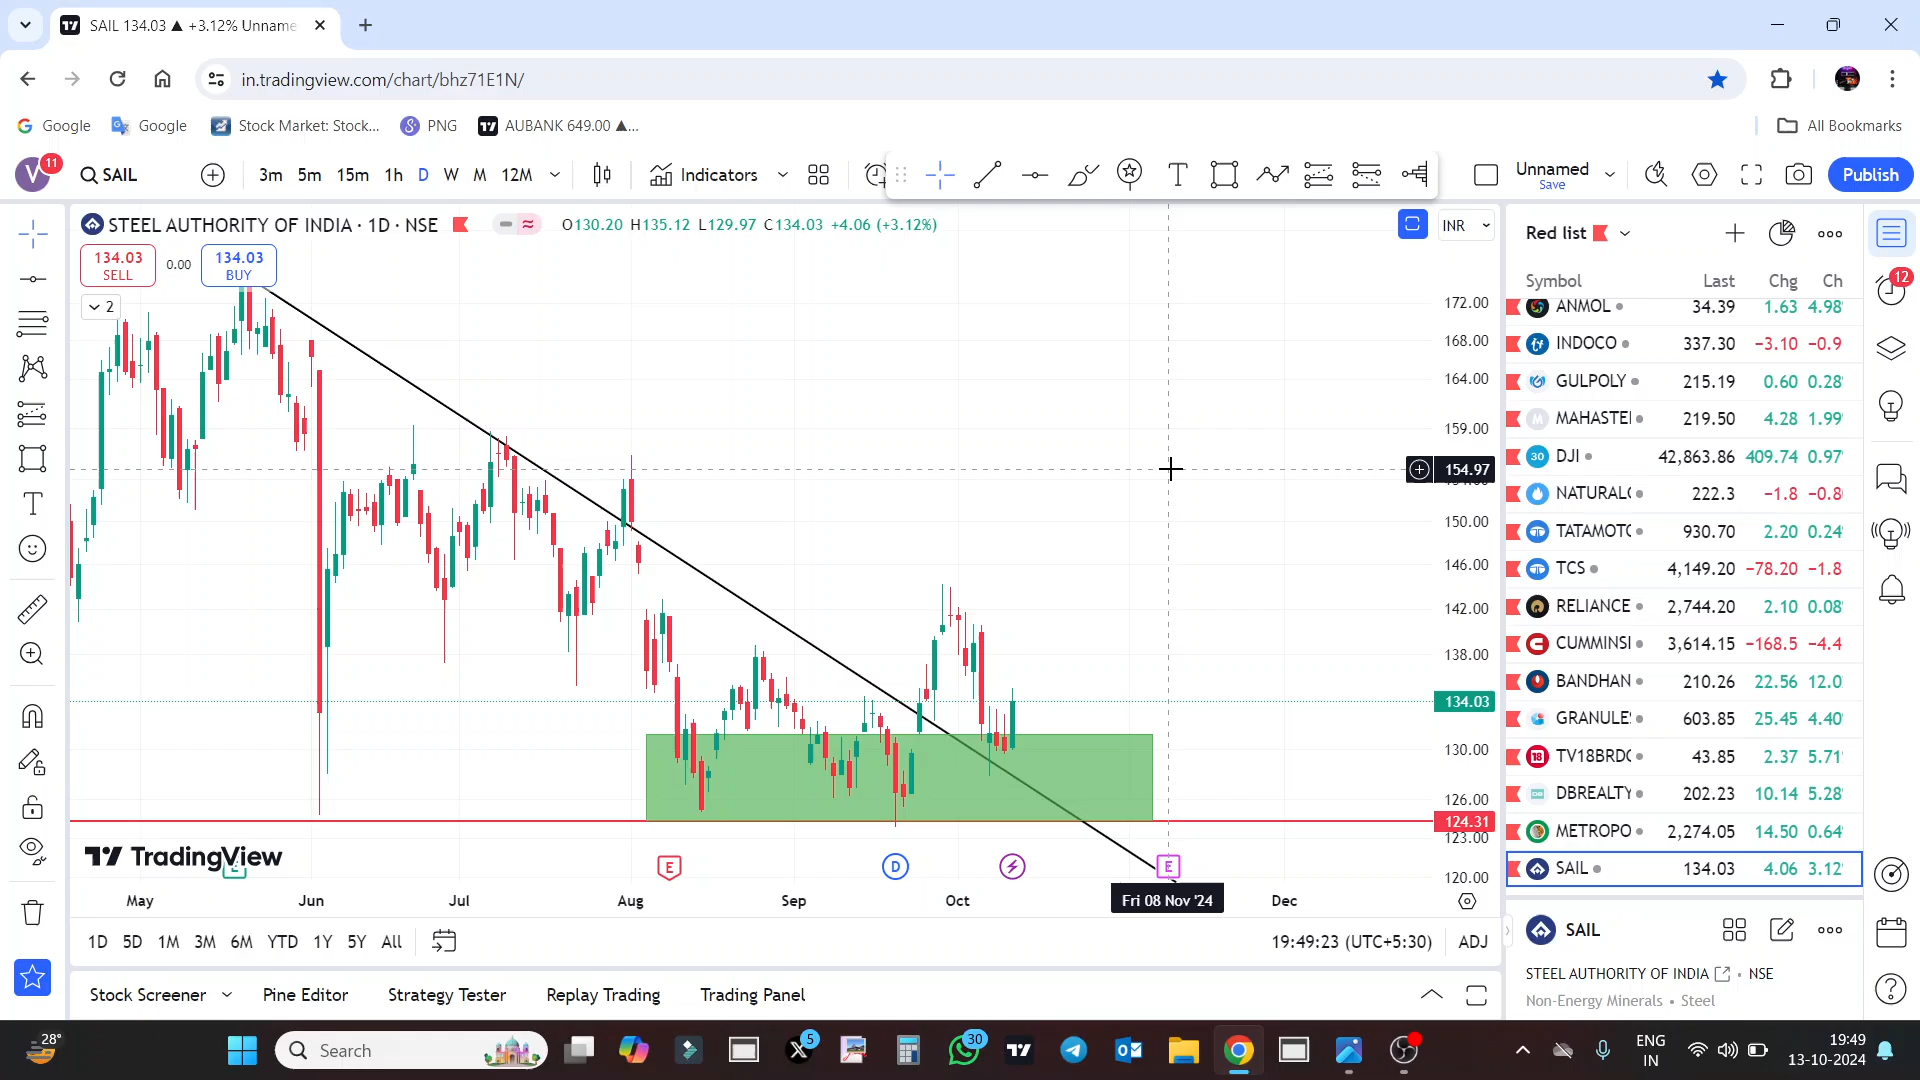 SAIL 134.03 ▲ +3.12% Unname
in.tradingview.com/chart/bhz71E1N/
Google
Google
Stock Market: Stock...
PNG
AUBANK 649.00 ▲...
All Bookmarks
V 11
SAIL
3m 5m 15m 1h D W M 12M
Indicators
Unnamed
Save
Publish
STEEL AUTHORITY OF INDIA · 1D · NSE
O130.20 H135.12 L129.97 C134.03 +4.06 (+3.12%)
INR
134.03
SELL
0.00
134.03
BUY
2
172.00
168.00
164.00
159.00
154.97
150.00
146.00
142.00
138.00
134.03
130.00
126.00
124.31
123.00
120.00
TradingView
E
D
E
May Jun Jul Aug Sep Oct Fri 08 Nov '24 Dec
1D 5D 1M 3M 6M YTD 1Y 5Y All
19:49:23 (UTC+5:30) ADJ
Stock Screener Pine Editor Strategy Tester Replay Trading Trading Panel
Red list
Symbol Last Chg Ch
ANMOL 34.39 1.63 4.98
INDOCO 337.30 −3.10 −0.9
GULPOLY 215.19 0.60 0.28
MAHASTE 219.50 4.28 1.99
30 DJI 42,863.86 409.74 0.97
NATURAL 222.3 −1.8 −0.8
TATAMOT 930.70 2.20 0.24
TCS 4,149.20 −78.20 −1.8
RELIANCE 2,744.20 2.10 0.08
CUMMINSI 3,614.15 −168.5 −4.4
BANDHAN 210.26 22.56 12.0
GRANULE 603.85 25.45 4.40
18 TV18BRD 43.85 2.37 5.71
DBREALTY 202.23 10.14 5.28
METROPO 2,274.05 14.50 0.64
SAIL 134.03 4.06 3.12
SAIL
STEEL AUTHORITY OF INDIA • NSE
Non-Energy Minerals • Steel
12
28°
Search
5
30
ENG
IN
19:49
13-10-2024